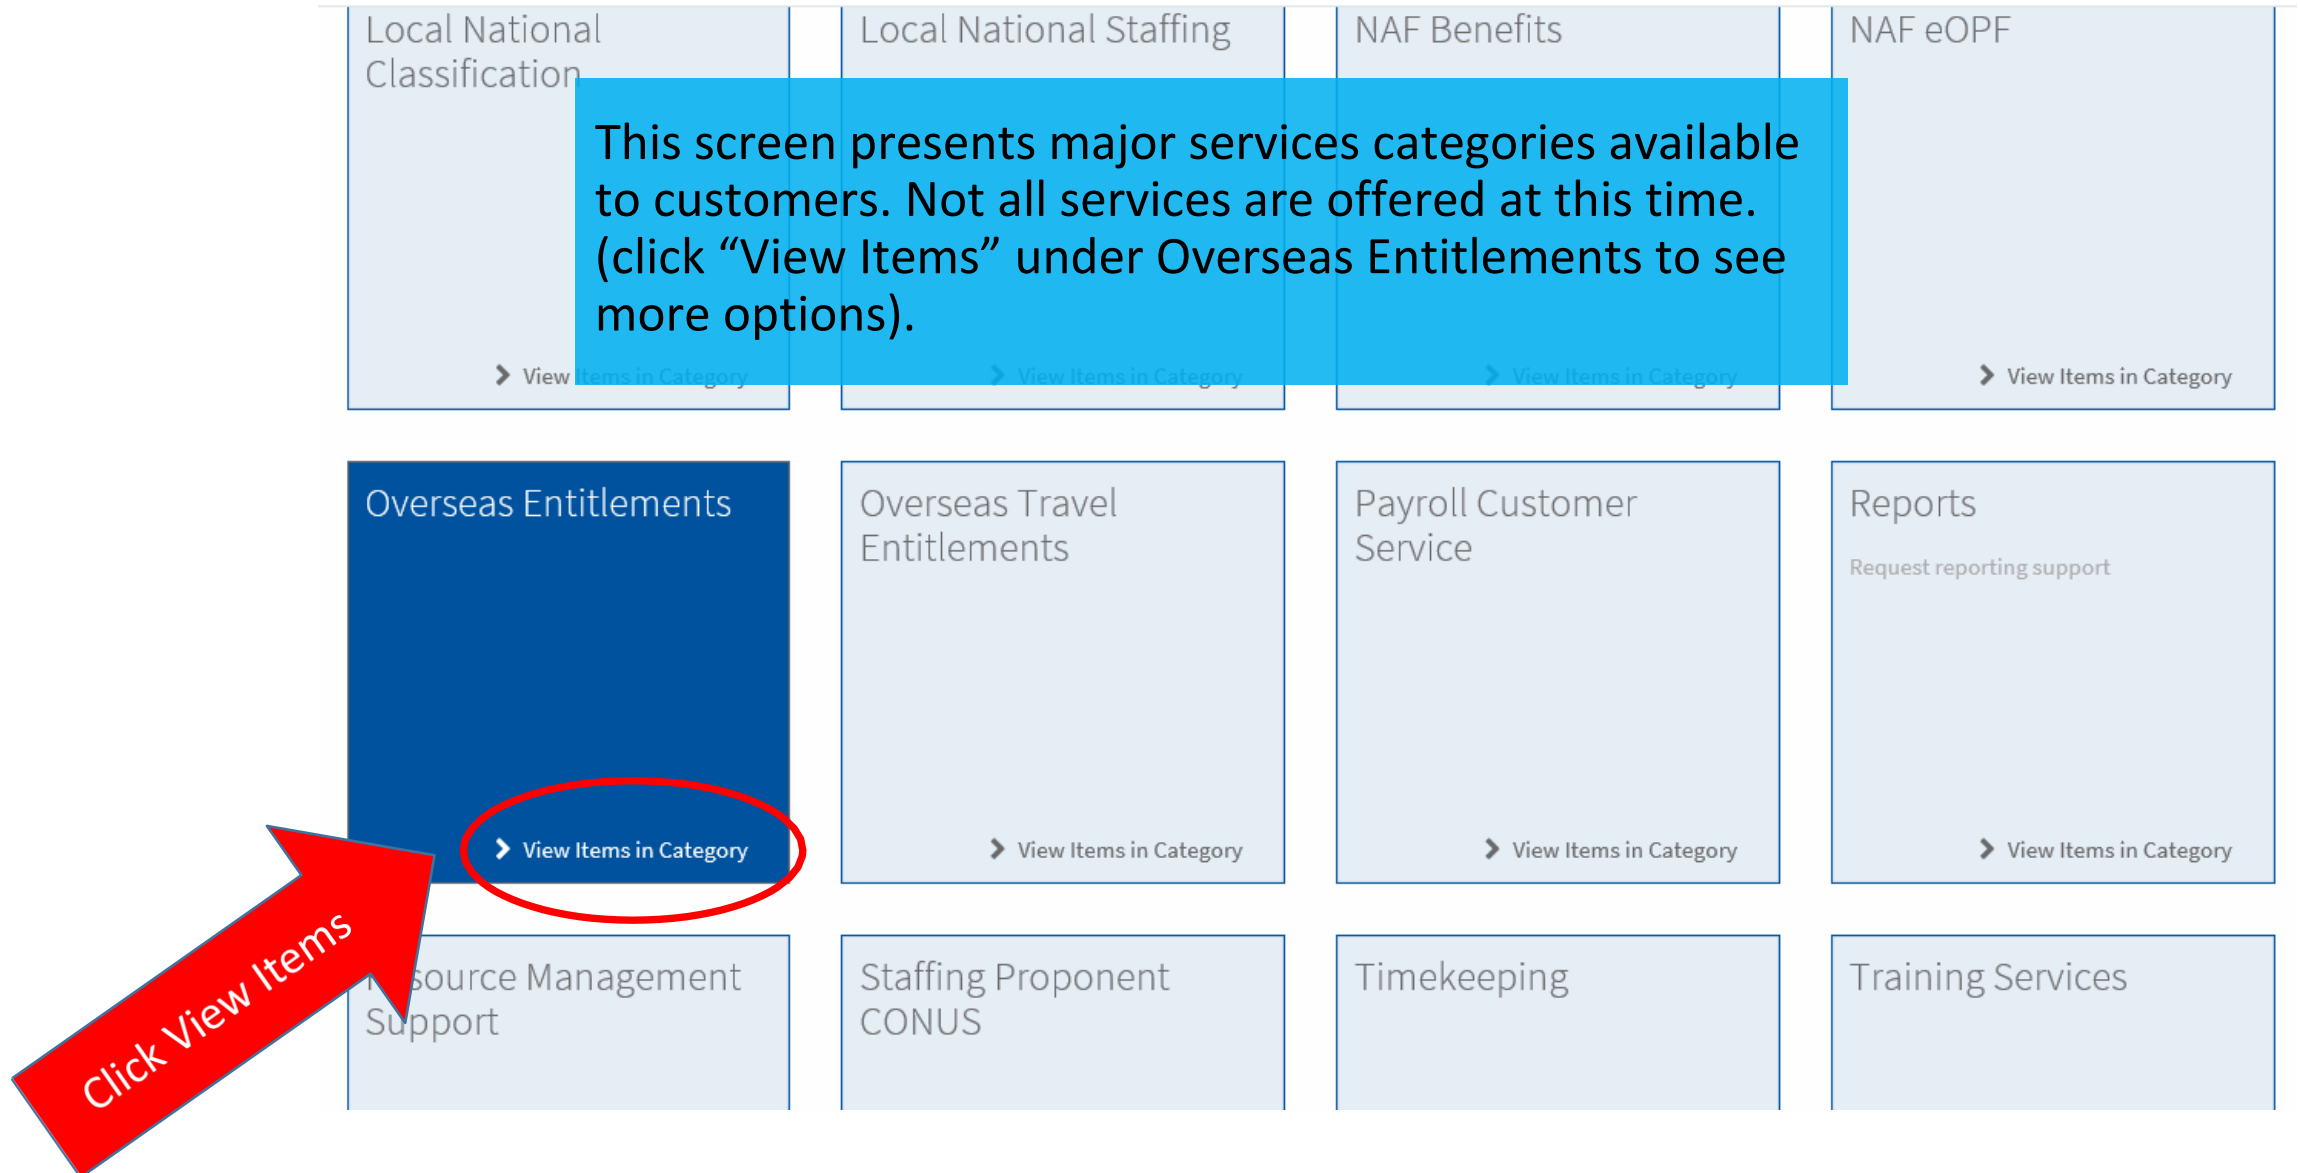 Local National
Classification
Local National Staffing
NAF Benefits
NAF eOPF
This screen presents major services categories available
to customers. Not all services are offered at this time.
(click “View Items” under Overseas Entitlements to see
more options).
View Items in Category
View Items in Category
View Items in Category
View Items in Category
Overseas Entitlements
Overseas Travel
Entitlements
Payroll Customer
Service
Reports
Request reporting support
View Items in Category
View Items in Category
View Items in Category
View Items in Category
Click View Items
source Management
Support
Staffing Proponent
CONUS
Timekeeping
Training Services